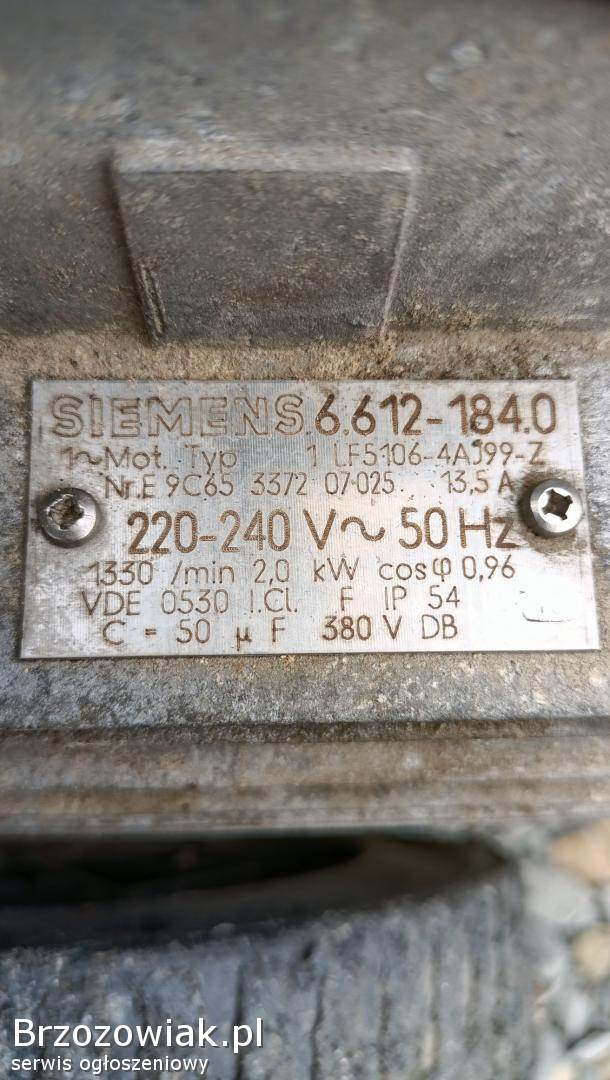 SIEMENS 6.612-184.0
1~Mot. Typ 1 LF5106-4AJ99-Z
Nr.E 9C65 3372 07-025 13,5 A
220-240 V~ 50 Hz
1330 /min 2,0 kW cosφ 0,96
VDE 0530 I.Cl. F IP 54
C = 50 µ F 380 V DB
Brzozowiak.pl
serwis ogłoszeniowy